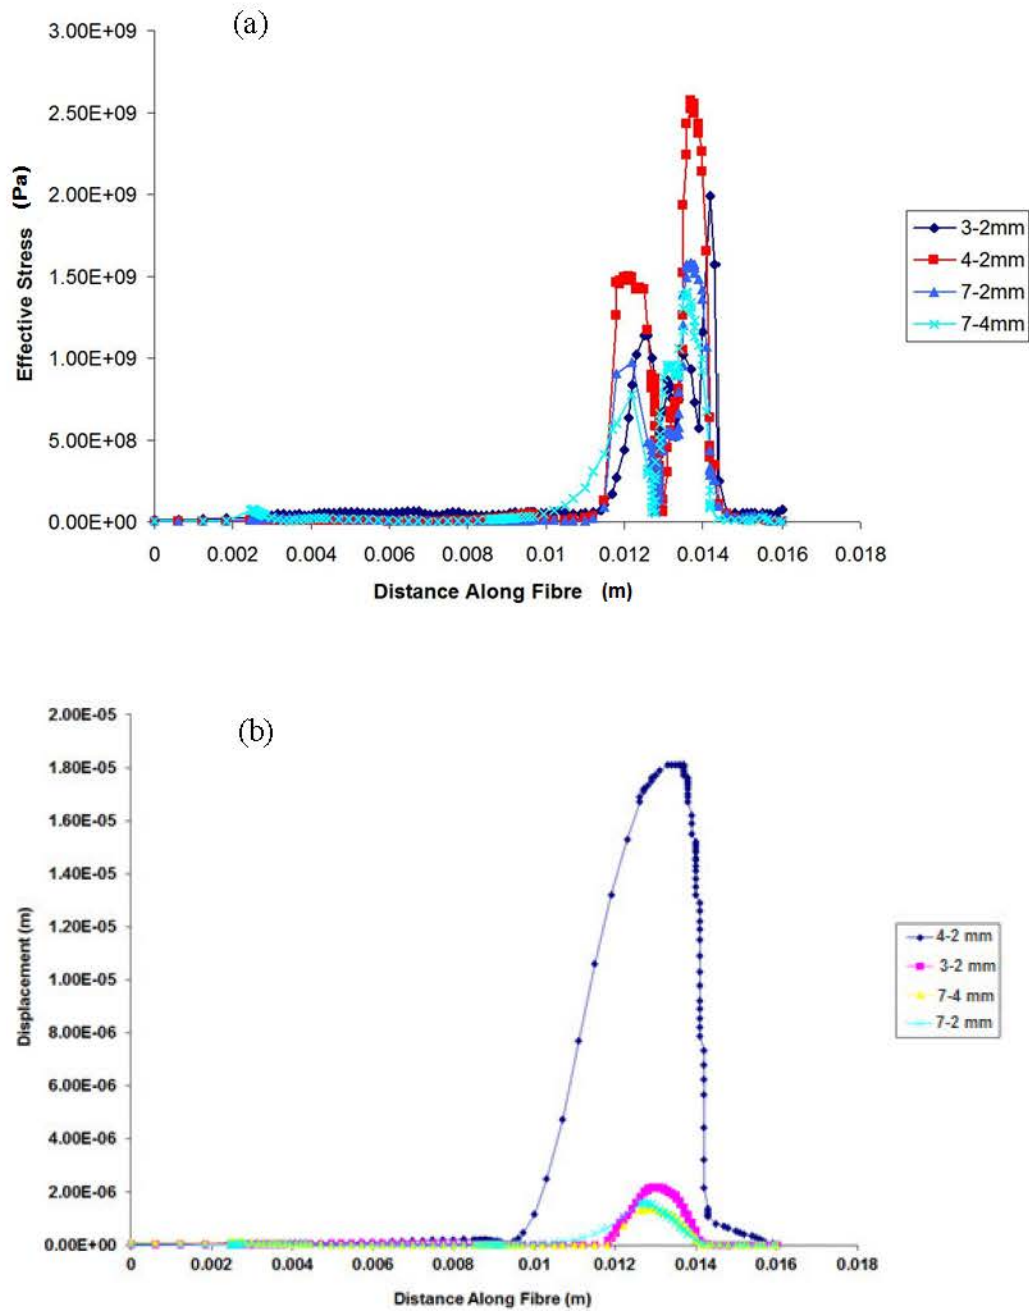 (a)
3.00E+09
2.50E+09
2.00E+09
1.50E+09
1.00E+09
5.00E+08
0.00E+00
Effective Stress (Pa)
0 0.002 0.004 0.006 0.008 0.01 0.012 0.014 0.016 0.018
Distance Along Fibre (m)
3-2mm
4-2mm
7-2mm
7-4mm
(b)
2.00E-05
1.80E-05
1.60E-05
1.40E-05
1.20E-05
1.00E-05
8.00E-06
6.00E-06
4.00E-06
2.00E-06
0.00E+00
Displacement (m)
0 0.002 0.004 0.006 0.008 0.01 0.012 0.014 0.016 0.018
Distance Along Fibre (m)
4-2 mm
3-2 mm
7-4 mm
7-2 mm